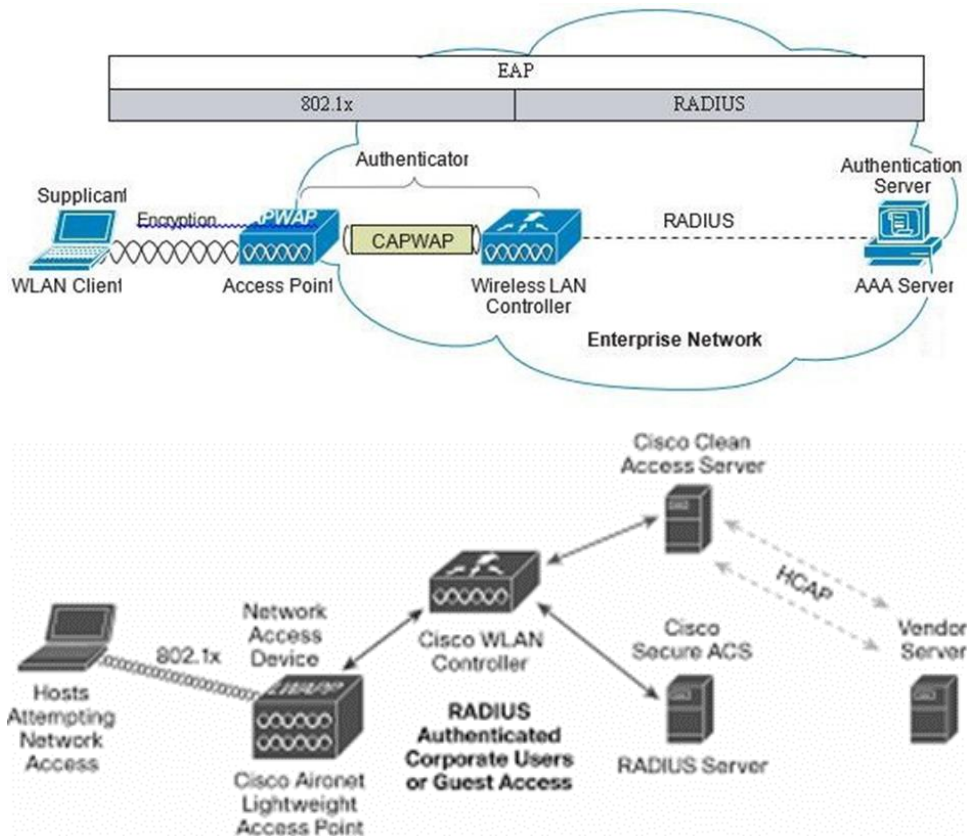 EAP
802.1x
RADIUS
Authenticator
Authentication
Server
Supplicant
Encryption
APWAP
CAPWAP
RADIUS
WLAN Client
Access Point
Wireless LAN
Controller
AAA Server
Enterprise Network
Cisco Clean
Access Server
HCAP
Network
Access
Device
802.1x
Cisco WLAN
Controller
Cisco
Secure ACS
Vendor
Server
Hosts
Attempting
Network
Access
LWAPP
RADIUS
Authenticated
Corporate Users
or Guest Access
RADIUS Server
Cisco Aironet
Lightweight
Access Point